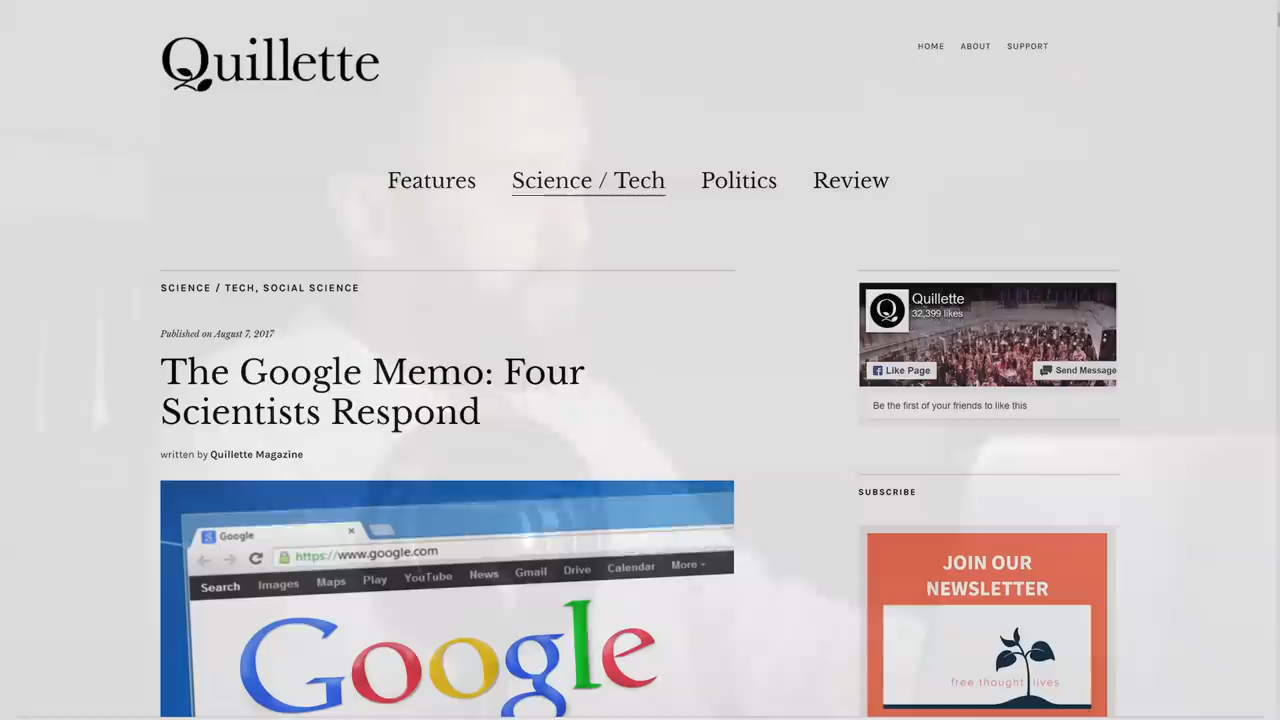 Quillette
HOME ABOUT SUPPORT
Features Science / Tech Politics Review
SCIENCE / TECH, SOCIAL SCIENCE
Published on August 7, 2017
The Google Memo: Four
Scientists Respond
written by Quillette Magazine
Google
https://www.google.com
Search Images Maps Play YouTube News Gmail Drive Calendar More
Google
Quillette
32,399 likes
Like Page Send Message
Be the first of your friends to like this
SUBSCRIBE
JOIN OUR
NEWSLETTER
free thought lives